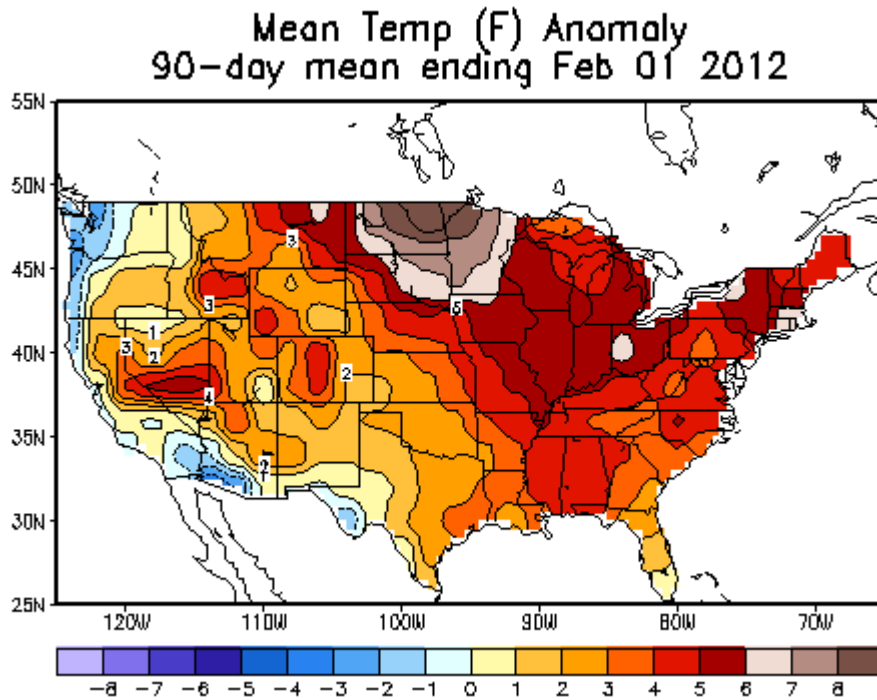 Mean Temp (F) Anomaly
90-day mean ending Feb 01 2012
55N
50N
45N
40N
35N
30N
25N
3
3
1
3
2
4
2
5
120W 110W 100W 90W 80W 70W
-8 -7 -6 -5 -4 -3 -2 -1 0 1 2 3 4 5 6 7 8